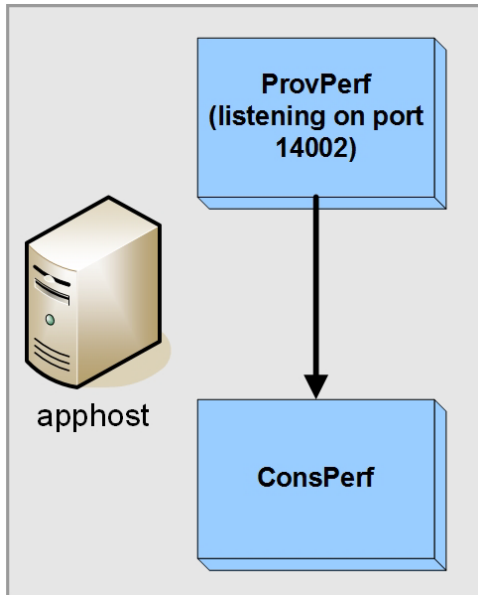 ProvPerf
(listening on port
14002)
apphost
ConsPerf